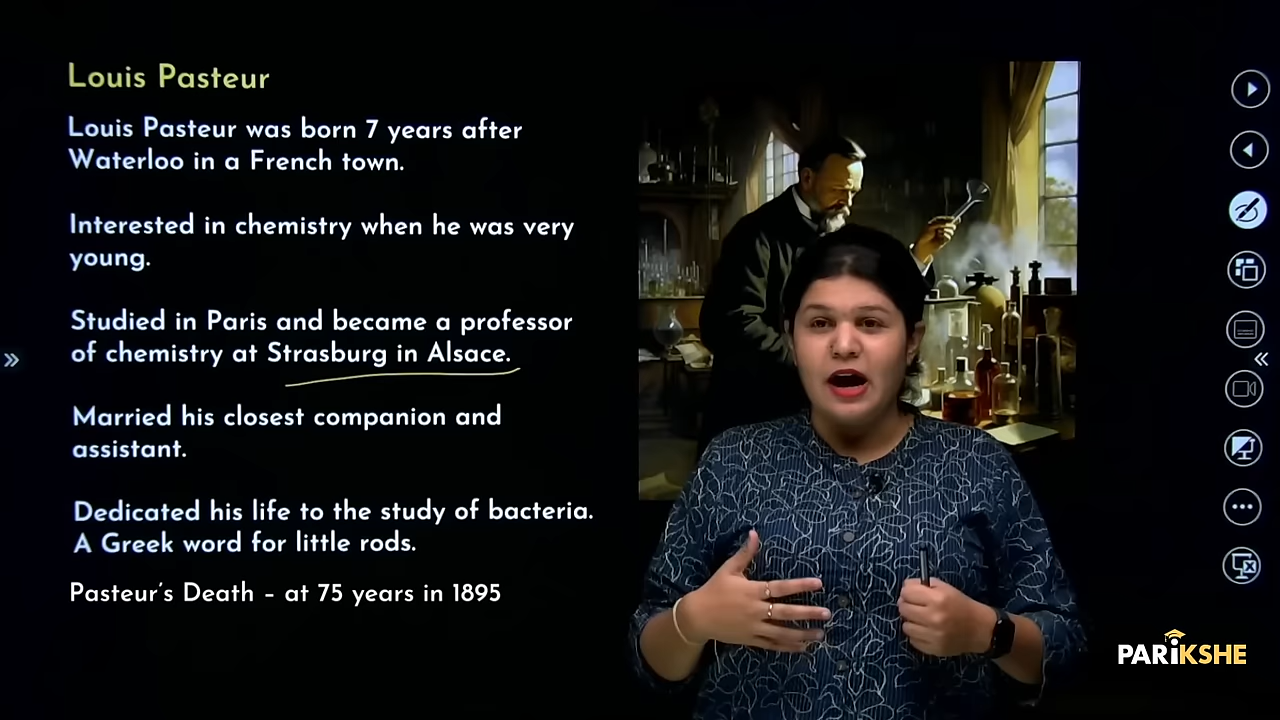 Louis Pasteur
Louis Pasteur was born 7 years after
Waterloo in a French town.
Interested in chemistry when he was very
young.
Studied in Paris and became a professor
of chemistry at Strasburg in Alsace.
Married his closest companion and
assistant.
Dedicated his life to the study of bacteria.
A Greek word for little rods.
Pasteur's Death – at 75 years in 1895
PARIKSHE